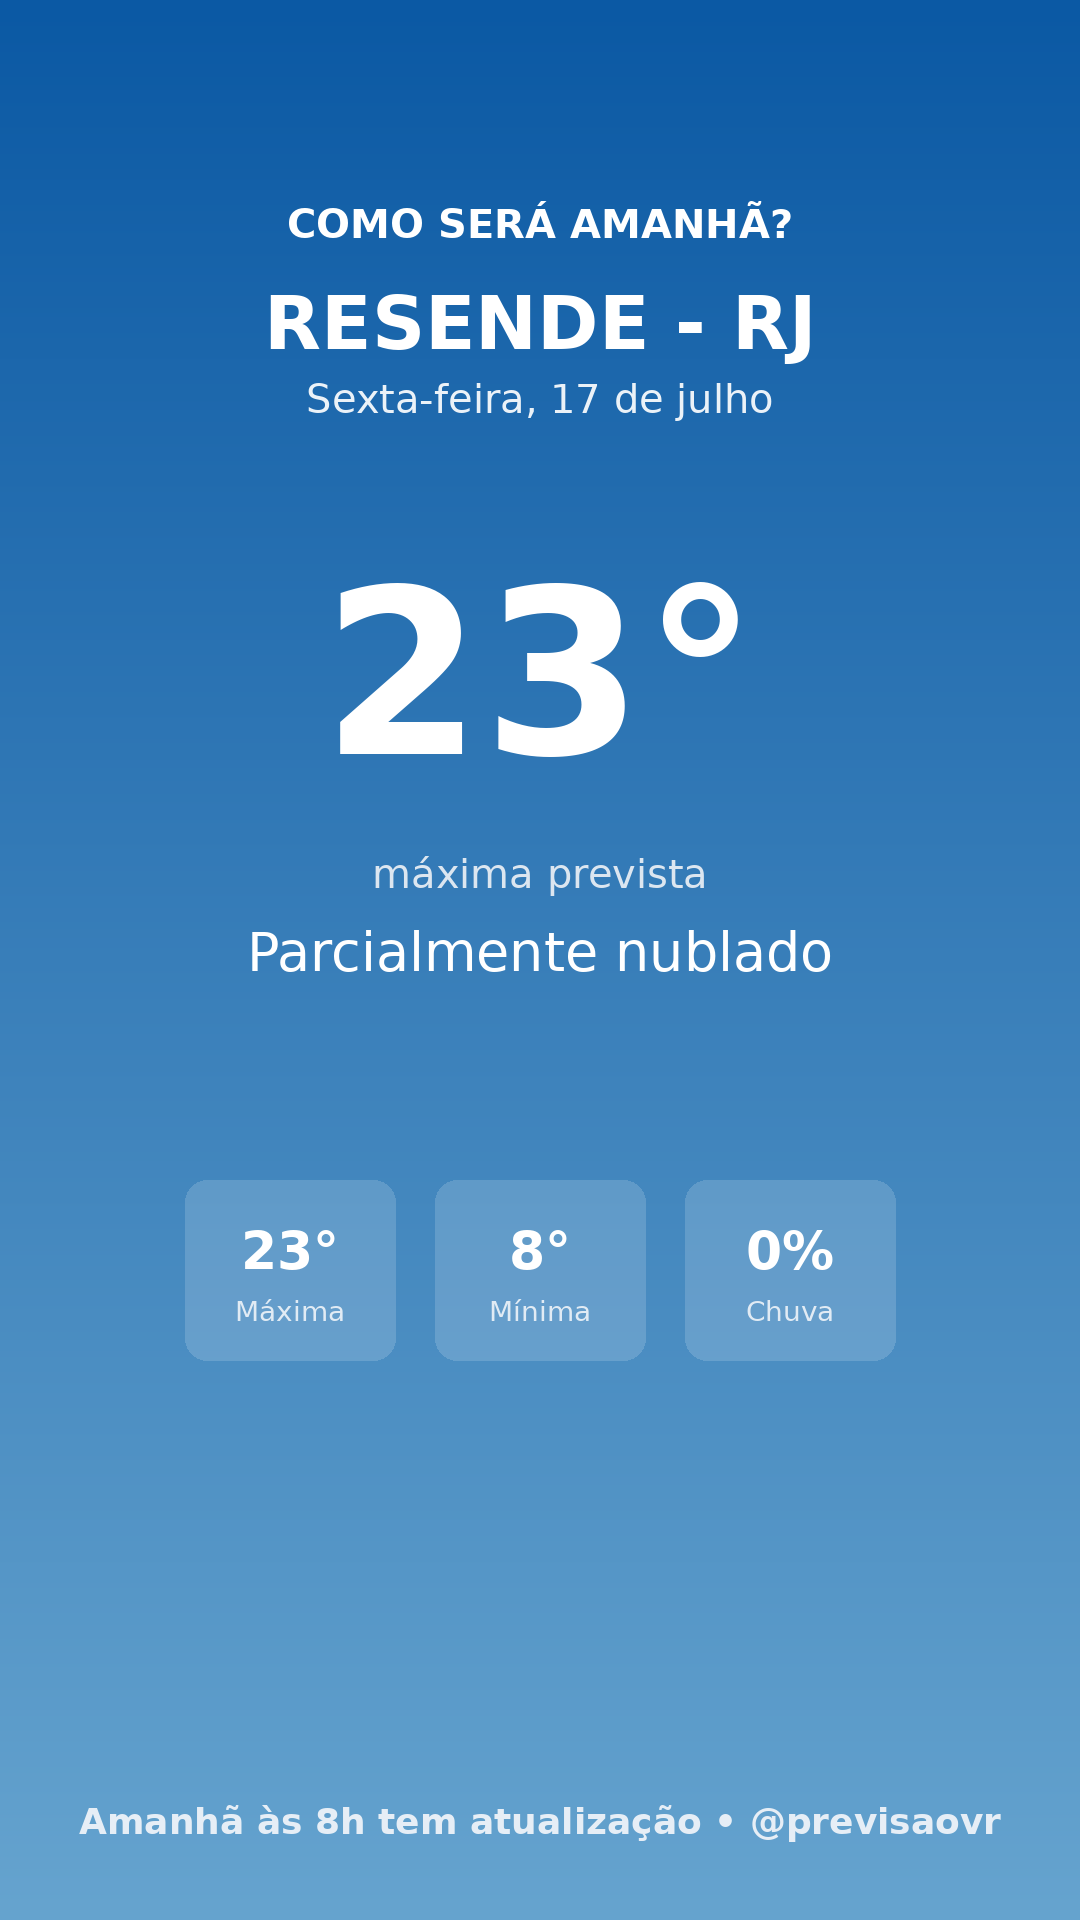 COMO SERÁ AMANHÃ?
RESENDE - RJ
Sexta-feira, 17 de julho
23°
máxima prevista
Parcialmente nublado
23° 8° 0%
Máxima Mínima Chuva
Amanhã às 8h tem atualização • @previsaovr